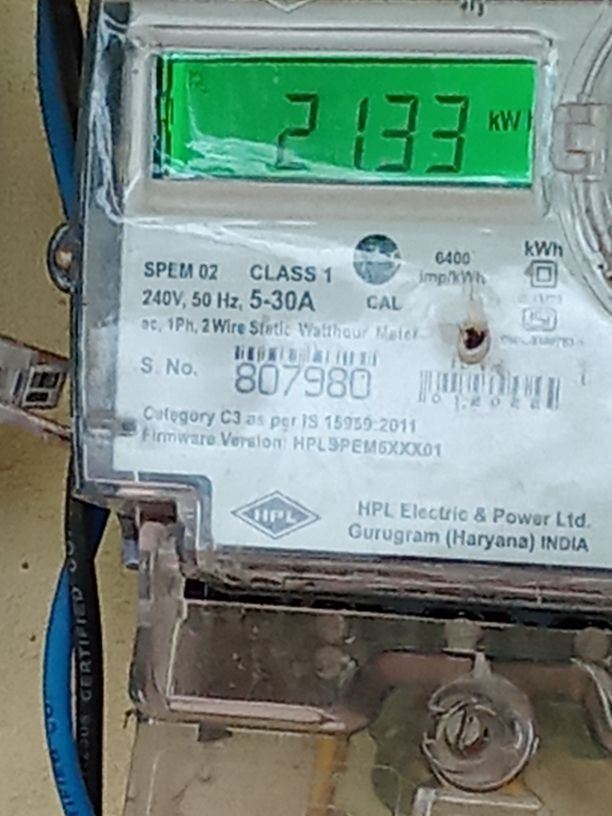 2133 kW
SPEM 02 CLASS 1
240V, 50 Hz, 5-30A
CAL
6400
imp/kWh
kWh
ac, 1Ph, 2Wire Static Watthour Meter
S. No. 807980
012022
Category C3 as per IS 15959:2011
Firmware Version: HPLSPEM6XXX01
HPL
HPL Electric & Power Ltd.
Gurugram (Haryana) INDIA
CERTIFIED